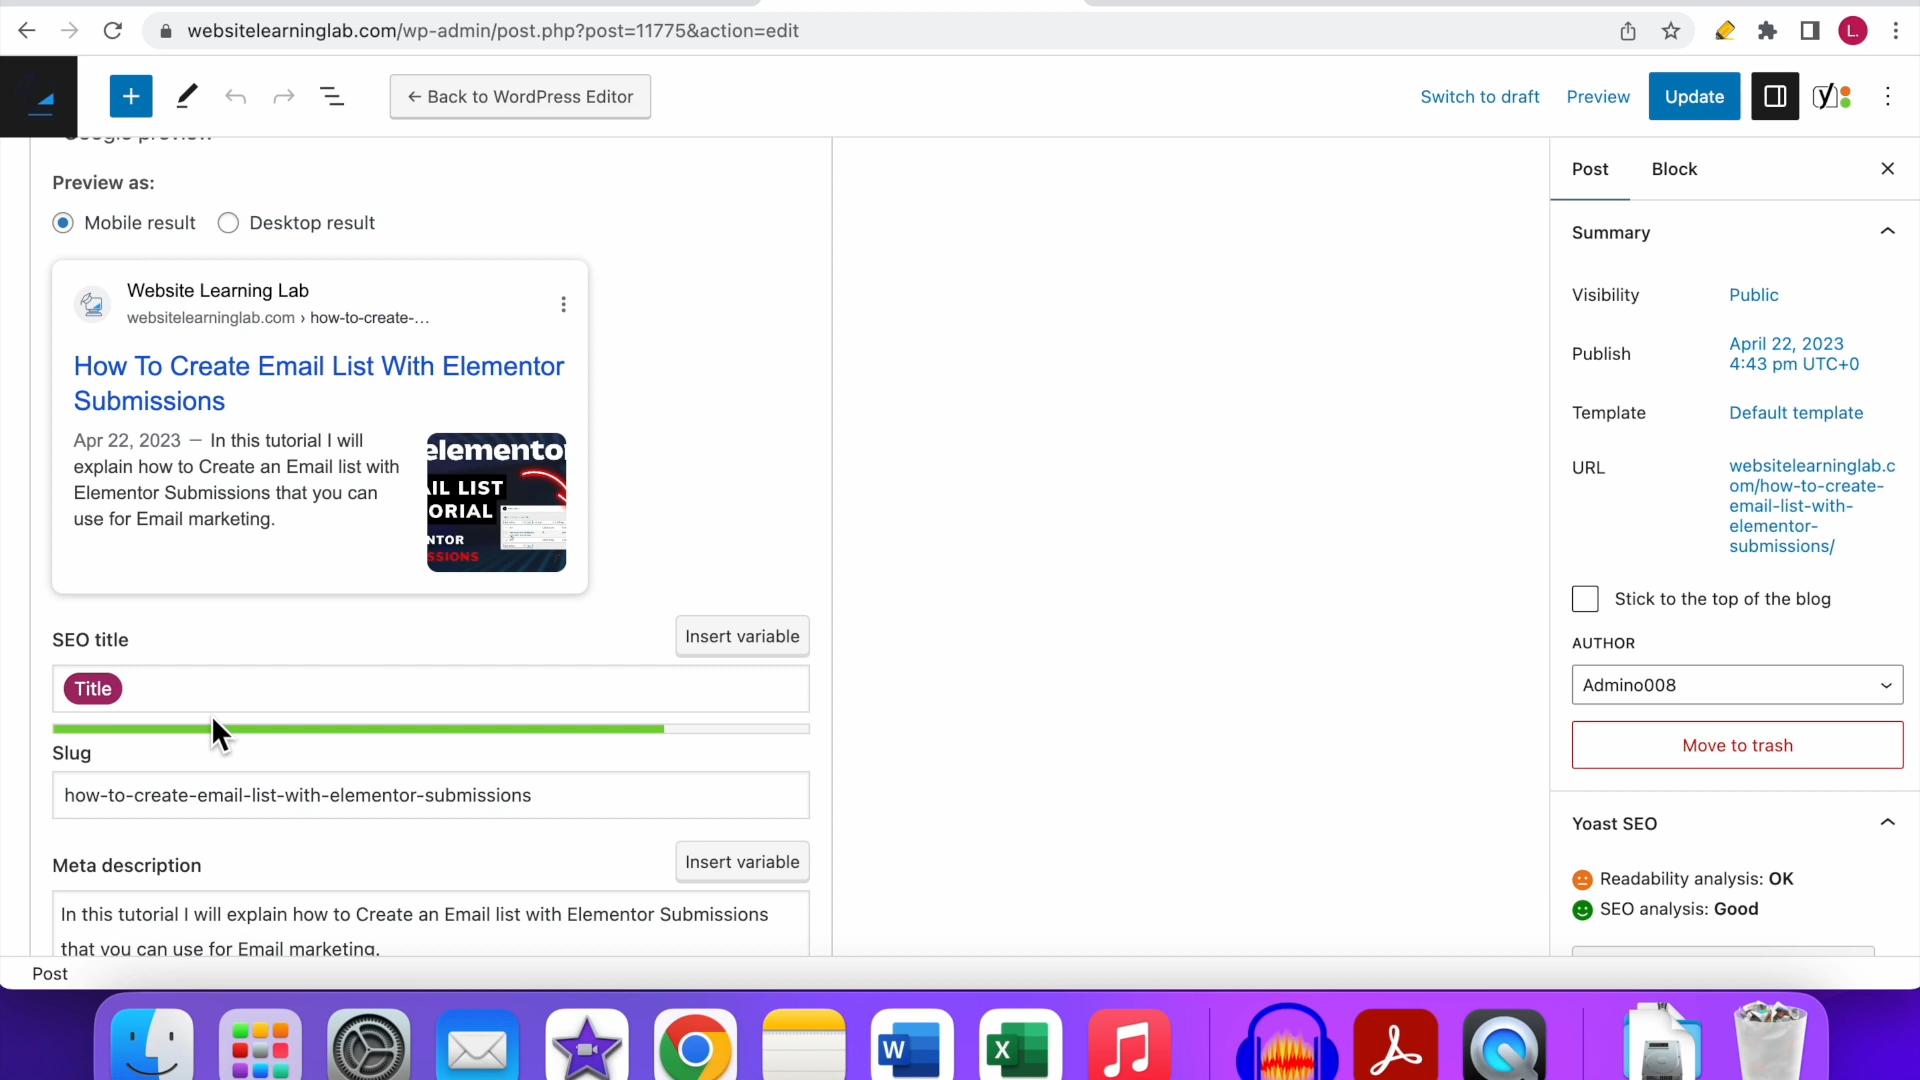 websitelearninglab.com/wp-admin/post.php?post=11775&action=edit
L.
← Back to WordPress Editor
Switch to draft
Preview
Update
Google preview
Preview as:
Mobile result
Desktop result
Website Learning Lab
websitelearninglab.com › how-to-create-...
How To Create Email List With Elementor
Submissions
Apr 22, 2023 – In this tutorial I will
explain how to Create an Email list with
Elementor Submissions that you can
use for Email marketing.
elemento
AIL LIST
ORIAL
NTOR
SSIONS
SEO title
Insert variable
Title
Slug
how-to-create-email-list-with-elementor-submissions
Meta description
Insert variable
In this tutorial I will explain how to Create an Email list with Elementor Submissions
that you can use for Email marketing.
Post
Post
Block
Summary
Visibility
Public
Publish
April 22, 2023
4:43 pm UTC+0
Template
Default template
URL
websitelearninglab.c
om/how-to-create-
email-list-with-
elementor-
submissions/
Stick to the top of the blog
AUTHOR
Admino008
Move to trash
Yoast SEO
Readability analysis: OK
SEO analysis: Good
W
X